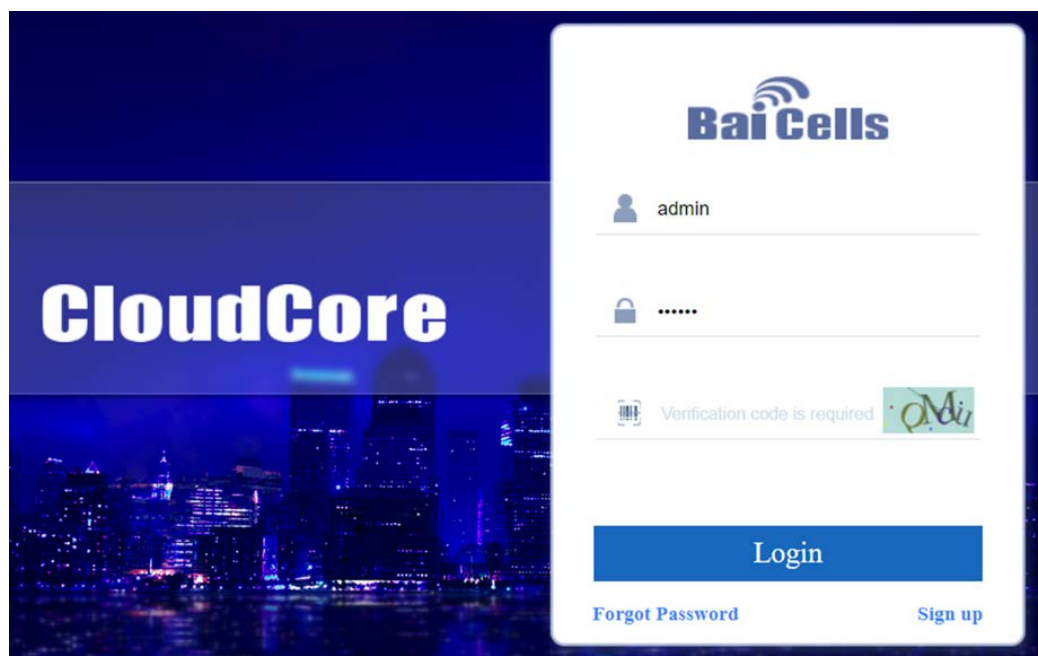 BaiCells
admin
CloudCore
••••••
Verification code is required
Login
Forgot Password Sign up